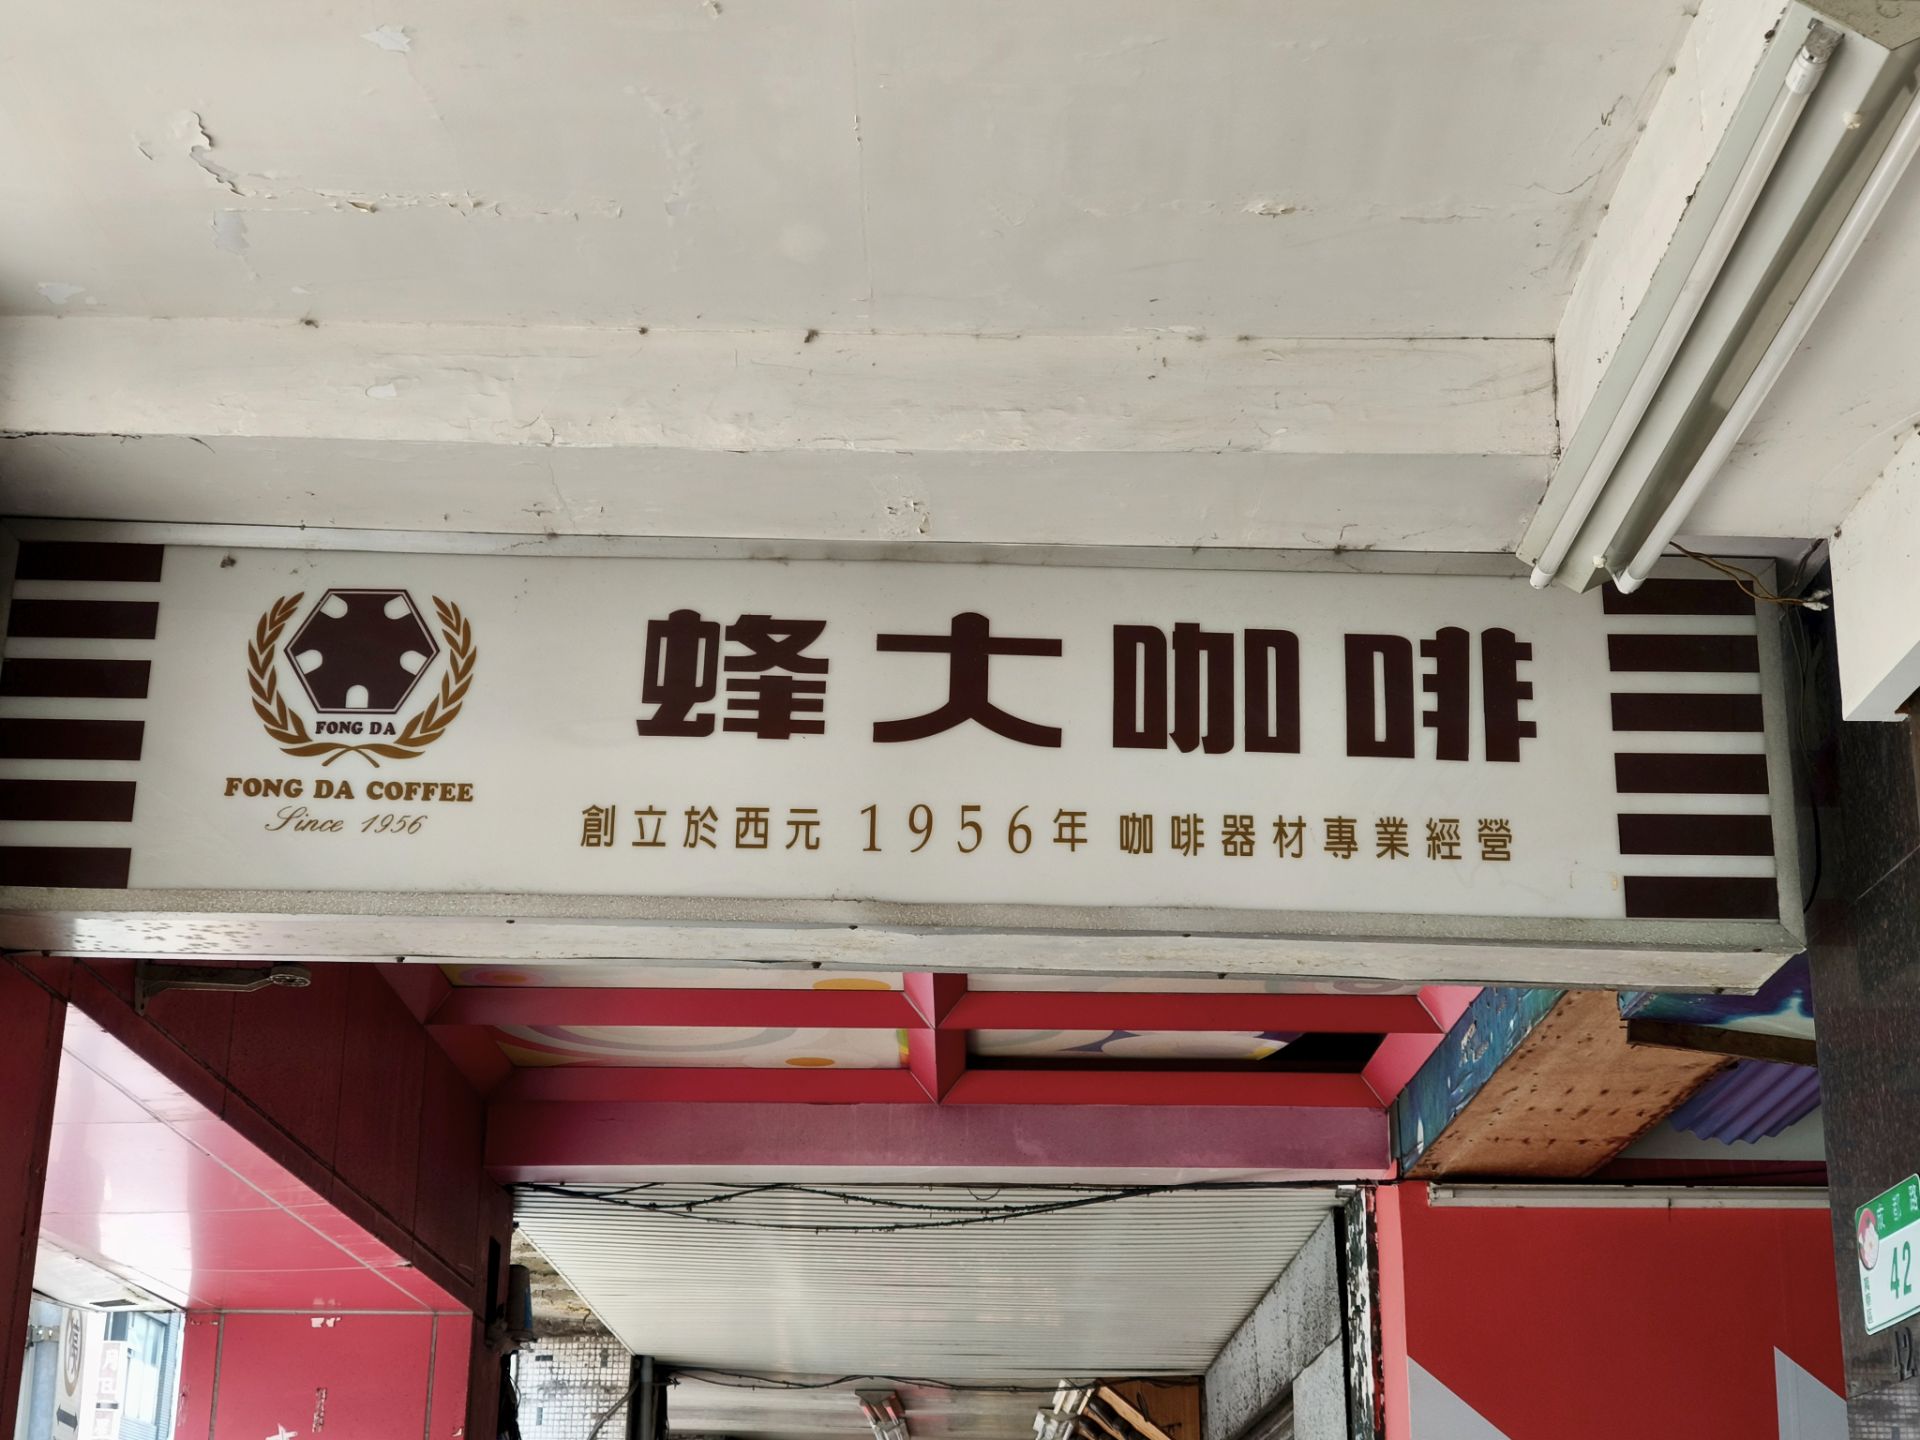 FONG DA
FONG DA COFFEE
Since 1956
蜂大咖啡
創立於西元 1956年 咖啡器材專業經營
42